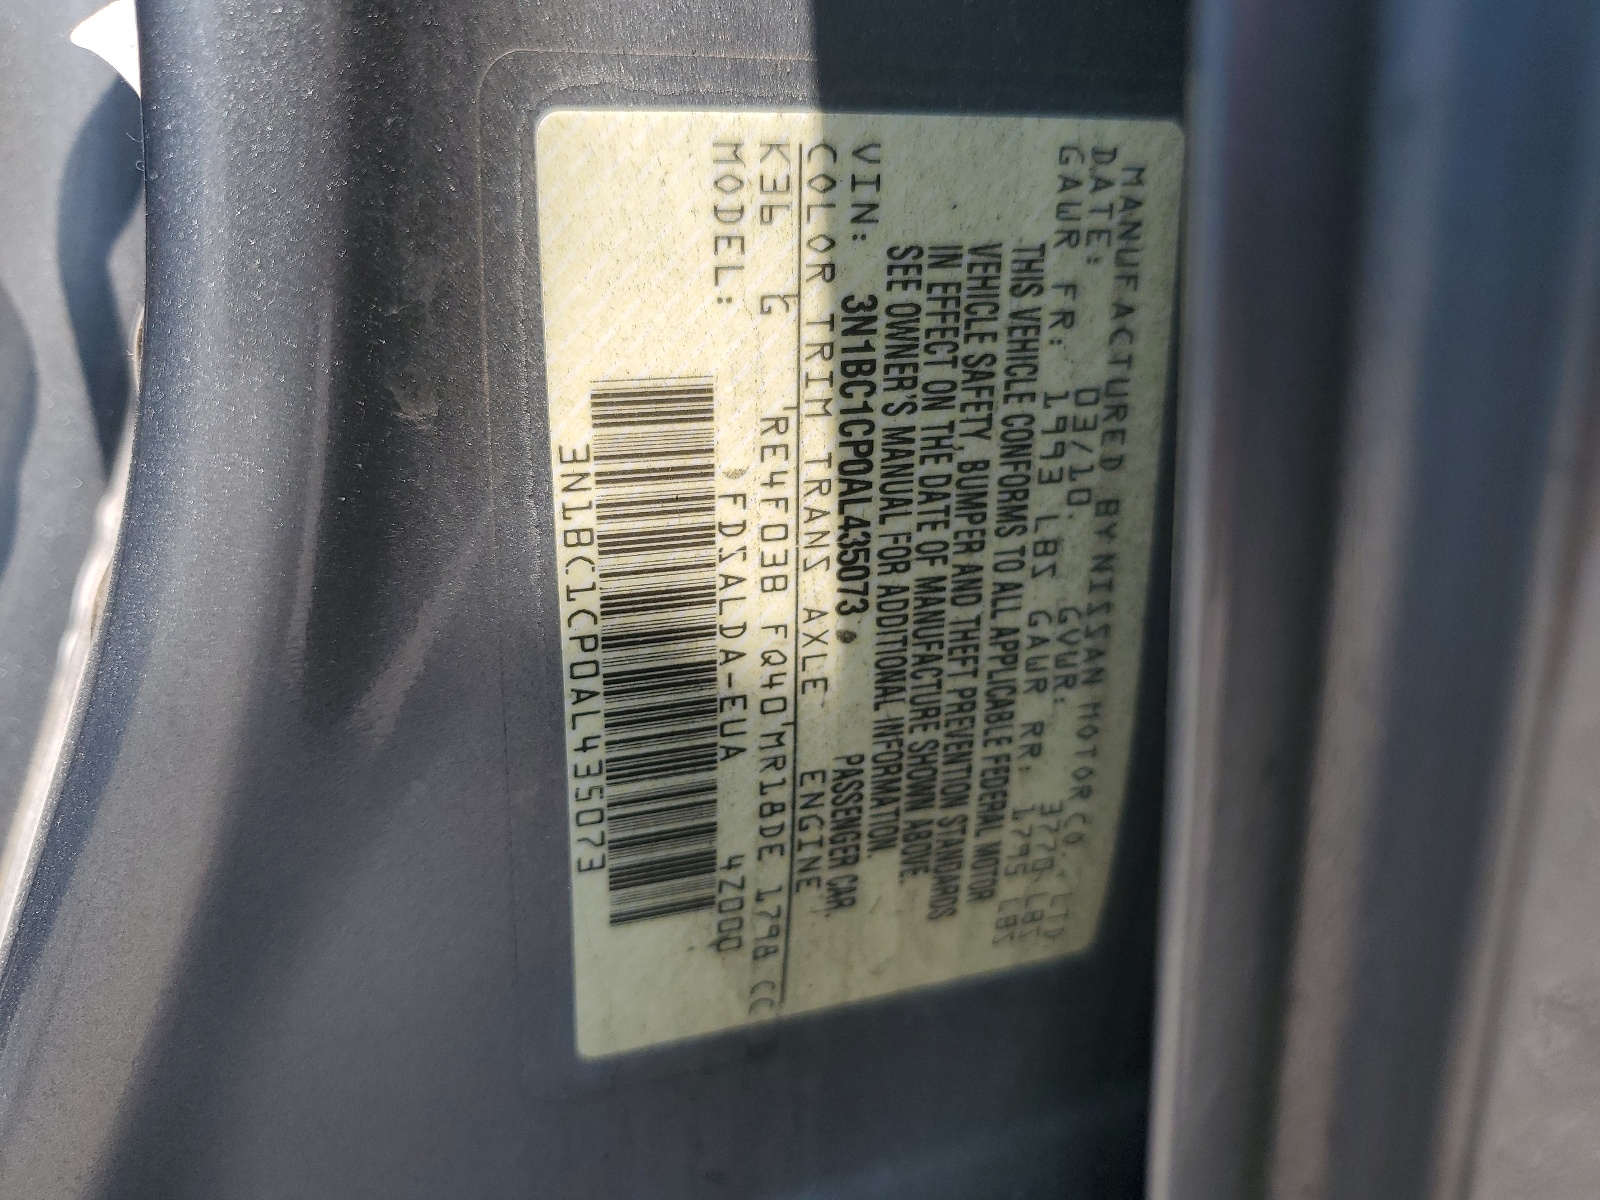 MANUFACTURED BY NISSAN MOTOR CO., LTD
DATE: 03/10. GVWR: 3770 LBS
GAWR FR: 1993 LBS GAWR RR: 1795 LBS
THIS VEHICLE CONFORMS TO ALL APPLICABLE FEDERAL MOTOR
VEHICLE SAFETY, BUMPER AND THEFT PREVENTION STANDARDS
IN EFFECT ON THE DATE OF MANUFACTURE SHOWN ABOVE.
SEE OWNER'S MANUAL FOR ADDITIONAL INFORMATION.
VIN: 3N1BC1CP0AL435073 PASSENGER CAR
COLOR TRIM TRANS AXLE ENGINE
K36 G RE4F03B FQ40 MR18DE 1798 CC
MODEL: FDSALDA-EUA 4Z000
3N1BC1CP0AL435073